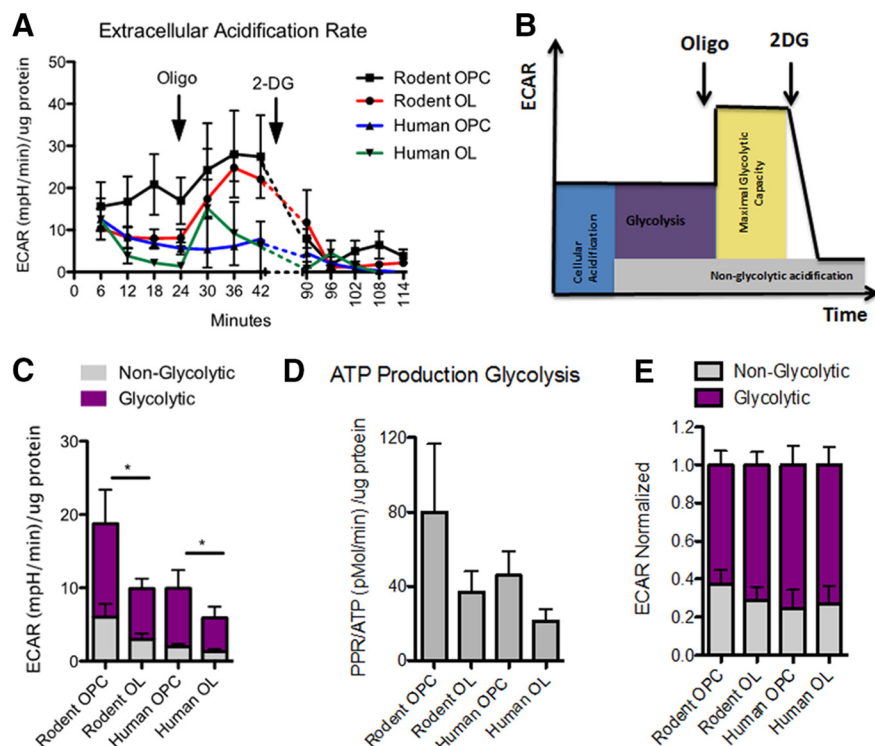 A
Extracellular Acidification Rate
ECAR (mpH/min)/ug protein
50
40
30
20
10
0
Oligo
2-DG
Rodent OPC
Rodent OL
Human OPC
Human OL
0 6 12 18 24 30 36 42 90 96 102 108 114
Minutes
B
ECAR
Oligo
2DG
Cellular
Acidification
Glycolysis
Maximal Glycolytic
Capacity
Non-glycolytic acidification
Time
C
Non-Glycolytic
Glycolytic
ECAR (mpH/min)/ug protein
30
20
10
0
*
*
Rodent OPC
Rodent OL
Human OPC
Human OL
D
ATP Production Glycolysis
PPR/ATP (pMol/min) /ug prtoein
120
80
40
0
Rodent OPC
Rodent OL
Human OPC
Human OL
E
Non-Glycolytic
Glycolytic
ECAR Normalized
1.2
1.0
0.8
0.6
0.4
0.2
0.0
Rodent OPC
Rodent OL
Human OPC
Human OL